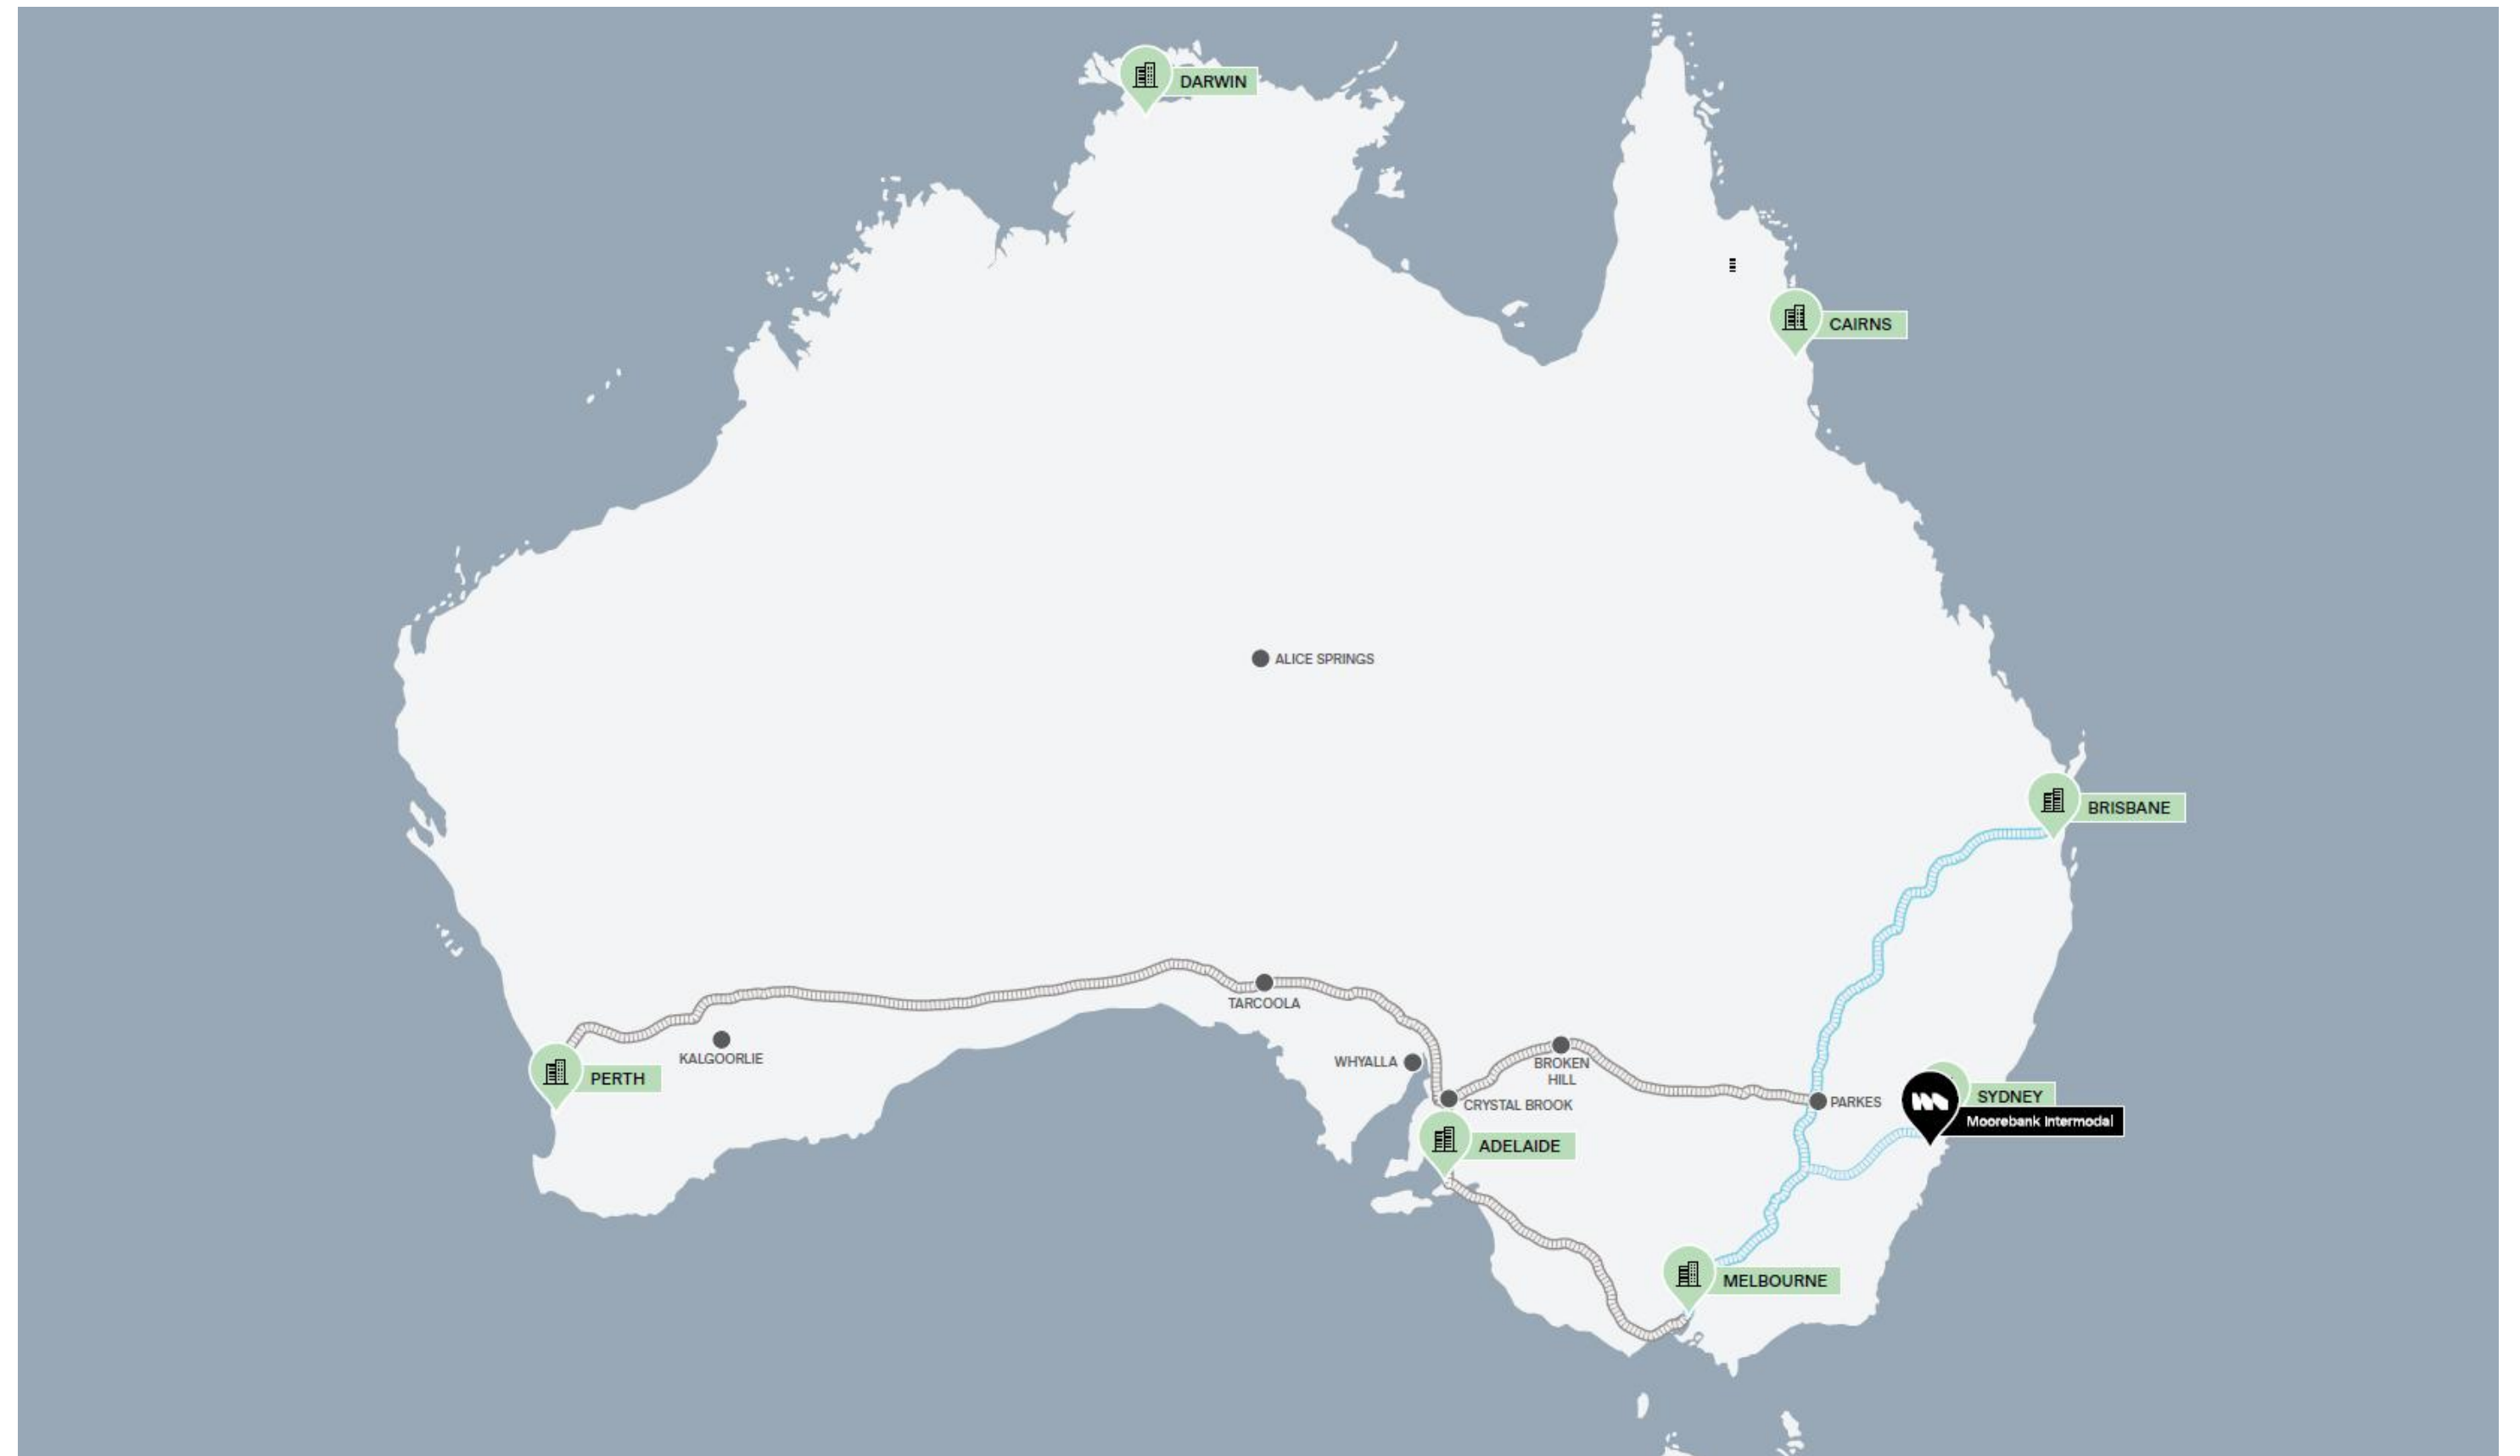 DARWIN
CAIRNS
ALICE SPRINGS
BRISBANE
TARCOOLA
KALGOORLIE
PERTH
WHYALLA
BROKEN
HILL
CRYSTAL BROOK
PARKES
SYDNEY
Moorebank Intermodal
ADELAIDE
MELBOURNE